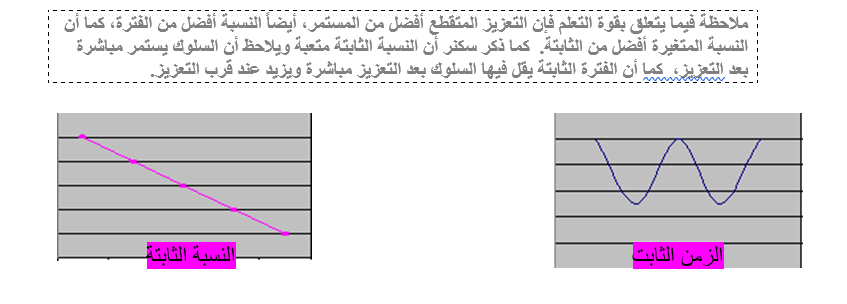 ملاحظة فيما يتعلق بقوة التعلم فإن التعزيز المتقطع أفضل من المستمر، أيضاً النسبة أفضل من الفترة، كما أن
النسبة المتغيرة أفضل من الثابتة. كما ذكر سكنر أن النسبة الثابتة متعبة ويلاحظ أن السلوك يستمر مباشرة
بعد التعزيز، كما أن الفترة الثابتة يقل فيها السلوك بعد التعزيز مباشرة ويزيد عند قرب التعزيز.
الزمن الثابت
النسبة الثابتة